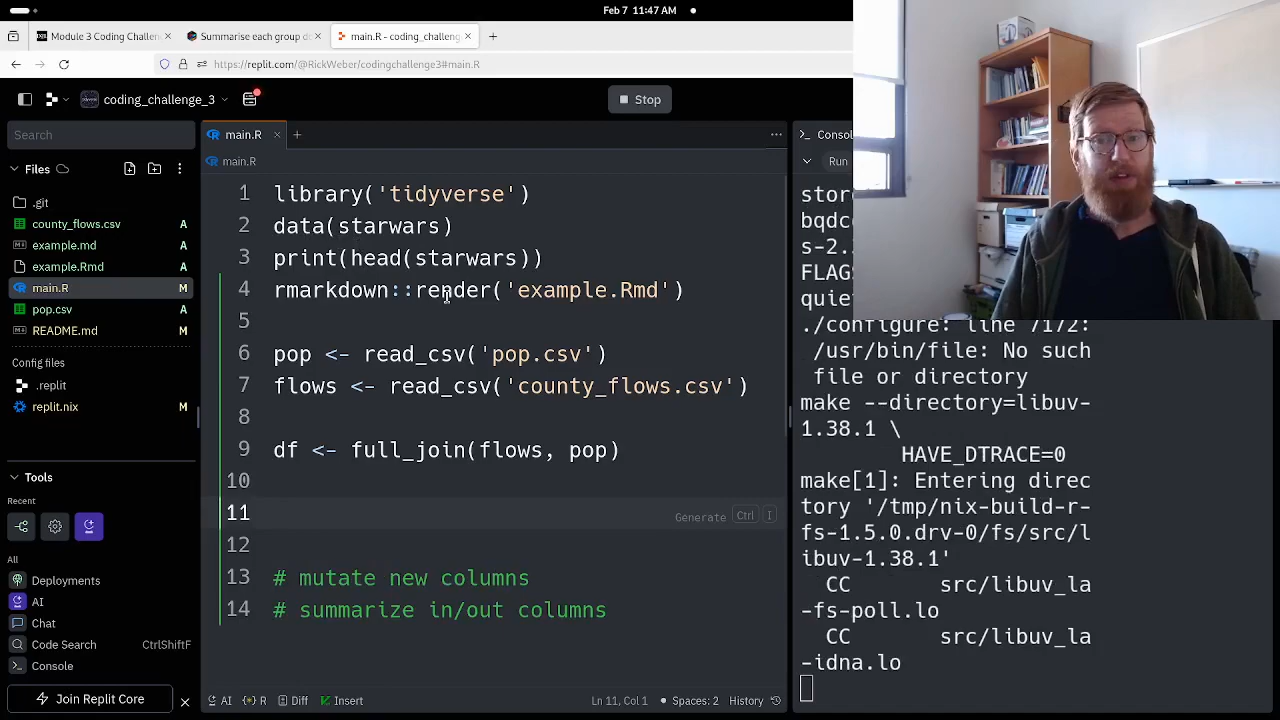 Feb 7 11:47 AM
Module 3 Coding Challen
Summarise each group d
main.R - coding_challeng
https://replit.com/@RickWeber/codingchallenge3#main.R
coding_challenge_3
Stop
Search
Files
.git
county_flows.csv A
example.md A
example.Rmd A
main.R M
pop.csv A
README.md M
Config files
.replit
replit.nix M
Tools
Recent
All
Deployments
AI
Chat
Code Search CtrlShiftF
Console
Join Replit Core
main.R
main.R
1 library('tidyverse')
2 data(starwars)
3 print(head(starwars))
4 rmarkdown::render('example.Rmd')
5
6 pop <- read_csv('pop.csv')
7 flows <- read_csv('county_flows.csv')
8
9 df <- full_join(flows, pop)
10
11 Generate Ctrl I
12
13 # mutate new columns
14 # summarize in/out columns
AI R Diff Insert Ln 11, Col 1 Spaces: 2 History
Conso
Run
store
bqdc
s-2.
FLAGS
quie
./configure: line 7172:
/usr/bin/file: No such
file or directory
make --directory=libuv-
1.38.1 \
HAVE_DTRACE=0
make[1]: Entering direc
tory '/tmp/nix-build-r-
fs-1.5.0.drv-0/fs/src/l
ibuv-1.38.1'
CC src/libuv_la
-fs-poll.lo
CC src/libuv_la
-idna.lo